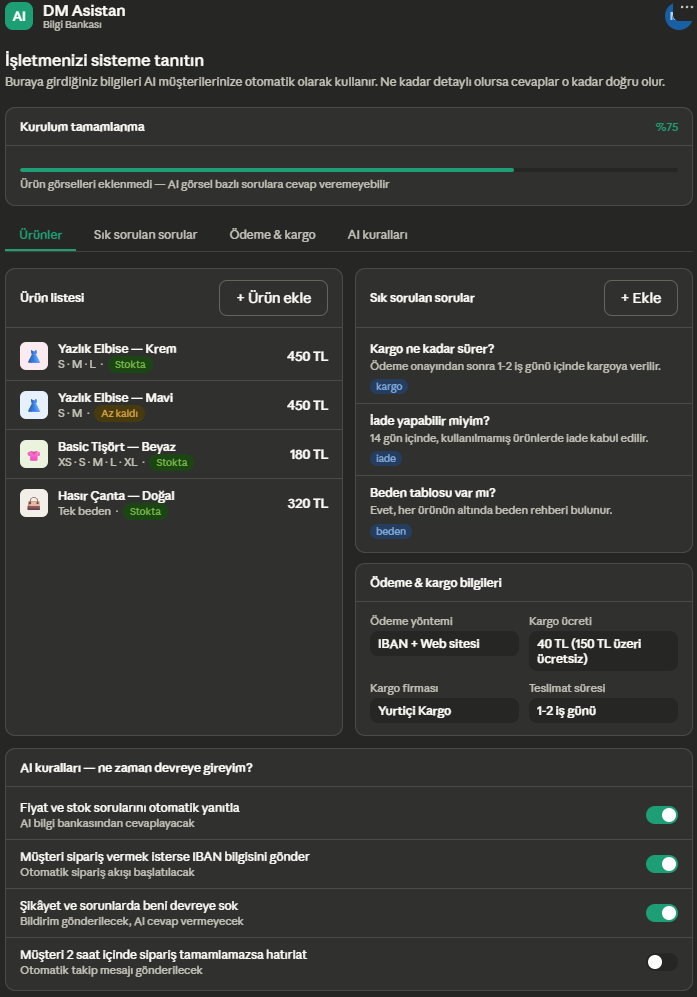 AI
DM Asistan
Bilgi Bankası
İşletmenizi sisteme tanıtın
Buraya girdiğiniz bilgileri AI müşterilerinize otomatik olarak kullanır. Ne kadar detaylı olursa cevaplar o kadar doğru olur.
Kurulum tamamlanma
%75
Ürün görselleri eklenmedi — AI görsel bazlı sorulara cevap veremeyebilir
Ürünler
Sık sorulan sorular
Ödeme & kargo
AI kuralları
Ürün listesi
+ Ürün ekle
Yazlık Elbise — Krem
S · M · L · Stokta
450 TL
Yazlık Elbise — Mavi
S · M · Az kaldı
450 TL
Basic Tişört — Beyaz
XS · S · M · L · XL · Stokta
180 TL
Hasır Çanta — Doğal
Tek beden · Stokta
320 TL
Sık sorulan sorular
+ Ekle
Kargo ne kadar sürer?
Ödeme onayından sonra 1-2 iş günü içinde kargoya verilir.
kargo
İade yapabilir miyim?
14 gün içinde, kullanılmamış ürünlerde iade kabul edilir.
iade
Beden tablosu var mı?
Evet, her ürünün altında beden rehberi bulunur.
beden
Ödeme & kargo bilgileri
Ödeme yöntemi
IBAN + Web sitesi
Kargo ücreti
40 TL (150 TL üzeri
ücretsiz)
Kargo firması
Yurtiçi Kargo
Teslimat süresi
1-2 iş günü
AI kuralları — ne zaman devreye gireyim?
Fiyat ve stok sorularını otomatik yanıtla
AI bilgi bankasından cevaplayacak
Müşteri sipariş vermek isterse IBAN bilgisini gönder
Otomatik sipariş akışı başlatılacak
Şikâyet ve sorunlarda beni devreye sok
Bildirim gönderilecek, AI cevap vermeyecek
Müşteri 2 saat içinde sipariş tamamlamazsa hatırlat
Otomatik takip mesajı gönderilecek